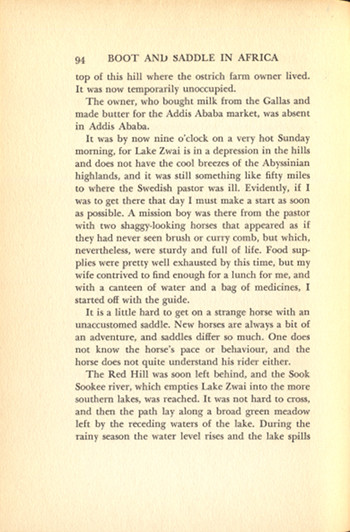 94 BOOT AND SADDLE IN AFRICA
top of this hill where the ostrich farm owner lived.
It was now temporarily unoccupied.
The owner, who bought milk from the Gallas and
made butter for the Addis Ababa market, was absent
in Addis Ababa.
It was by now nine o'clock on a very hot Sunday
morning, for Lake Zwai is in a depression in the hills
and does not have the cool breezes of the Abyssinian
highlands, and it was still something like fifty miles
to where the Swedish pastor was ill. Evidently, if I
was to get there that day I must make a start as soon
as possible. A mission boy was there from the pastor
with two shaggy-looking horses that appeared as if
they had never seen brush or curry comb, but which,
nevertheless, were sturdy and full of life. Food sup-
plies were pretty well exhausted by this time, but my
wife contrived to find enough for a lunch for me, and
with a canteen of water and a bag of medicines, I
started off with the guide.
It is a little hard to get on a strange horse with an
unaccustomed saddle. New horses are always a bit of
an adventure, and saddles differ so much. One does
not know the horse's pace or behaviour, and the
horse does not quite understand his rider either.
The Red Hill was soon left behind, and the Sook
Sookee river, which empties Lake Zwai into the more
southern lakes, was reached. It was not hard to cross,
and then the path lay along a broad green meadow
left by the receding waters of the lake. During the
rainy season the water level rises and the lake spills